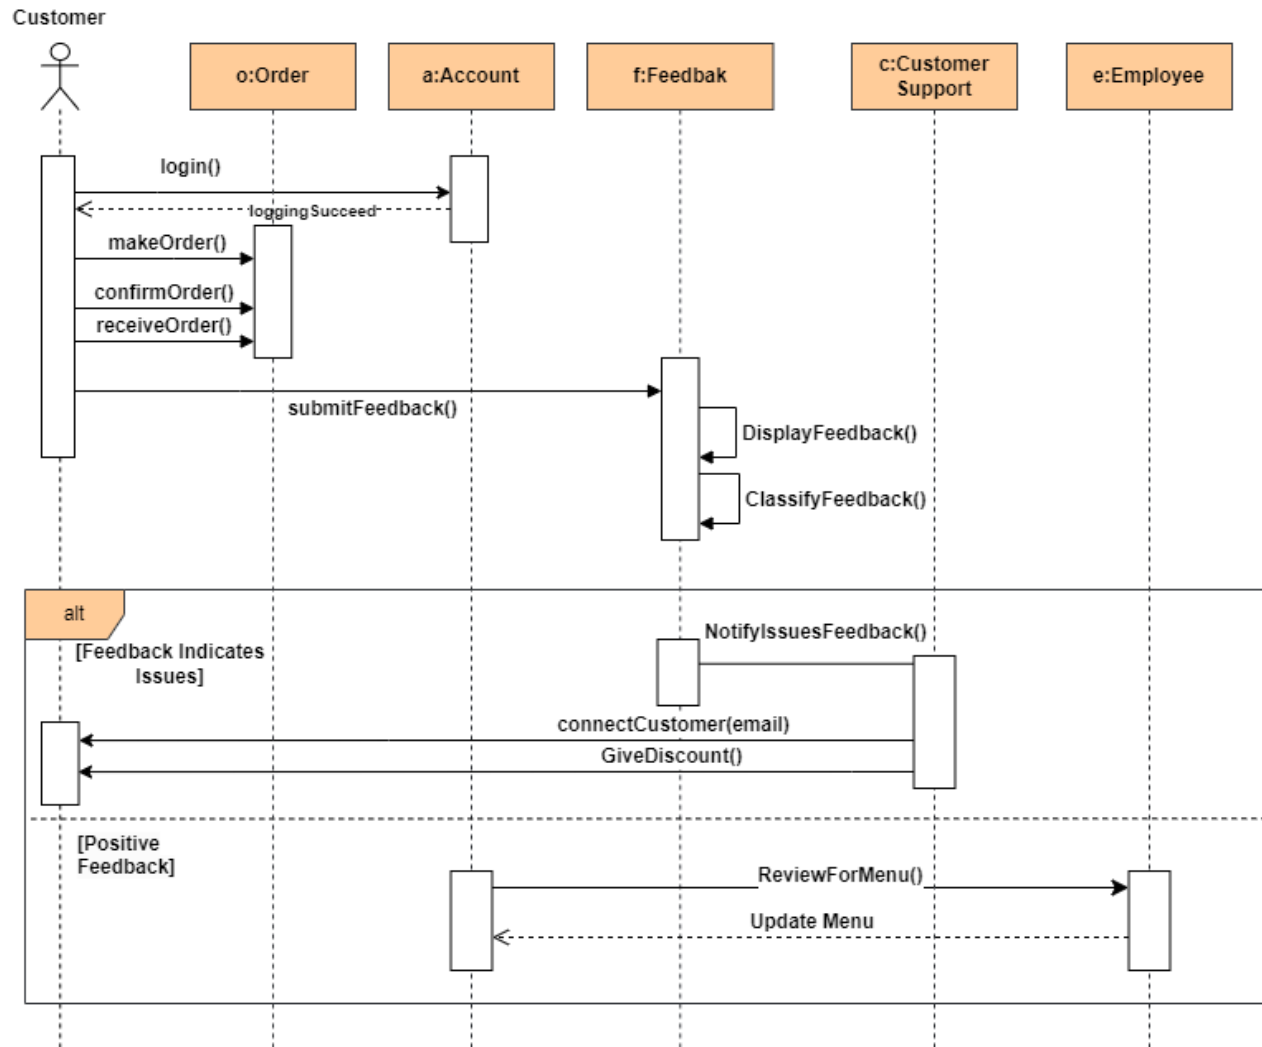 Customer
o:Order
a:Account
f:Feedbak
c:Customer
Support
e:Employee
login()
loggingSucceed
makeOrder()
confirmOrder()
receiveOrder()
submitFeedback()
DisplayFeedback()
ClassifyFeedback()
alt
[Feedback Indicates
Issues]
NotifyIssuesFeedback()
connectCustomer(email)
GiveDiscount()
[Positive
Feedback]
ReviewForMenu()
Update Menu